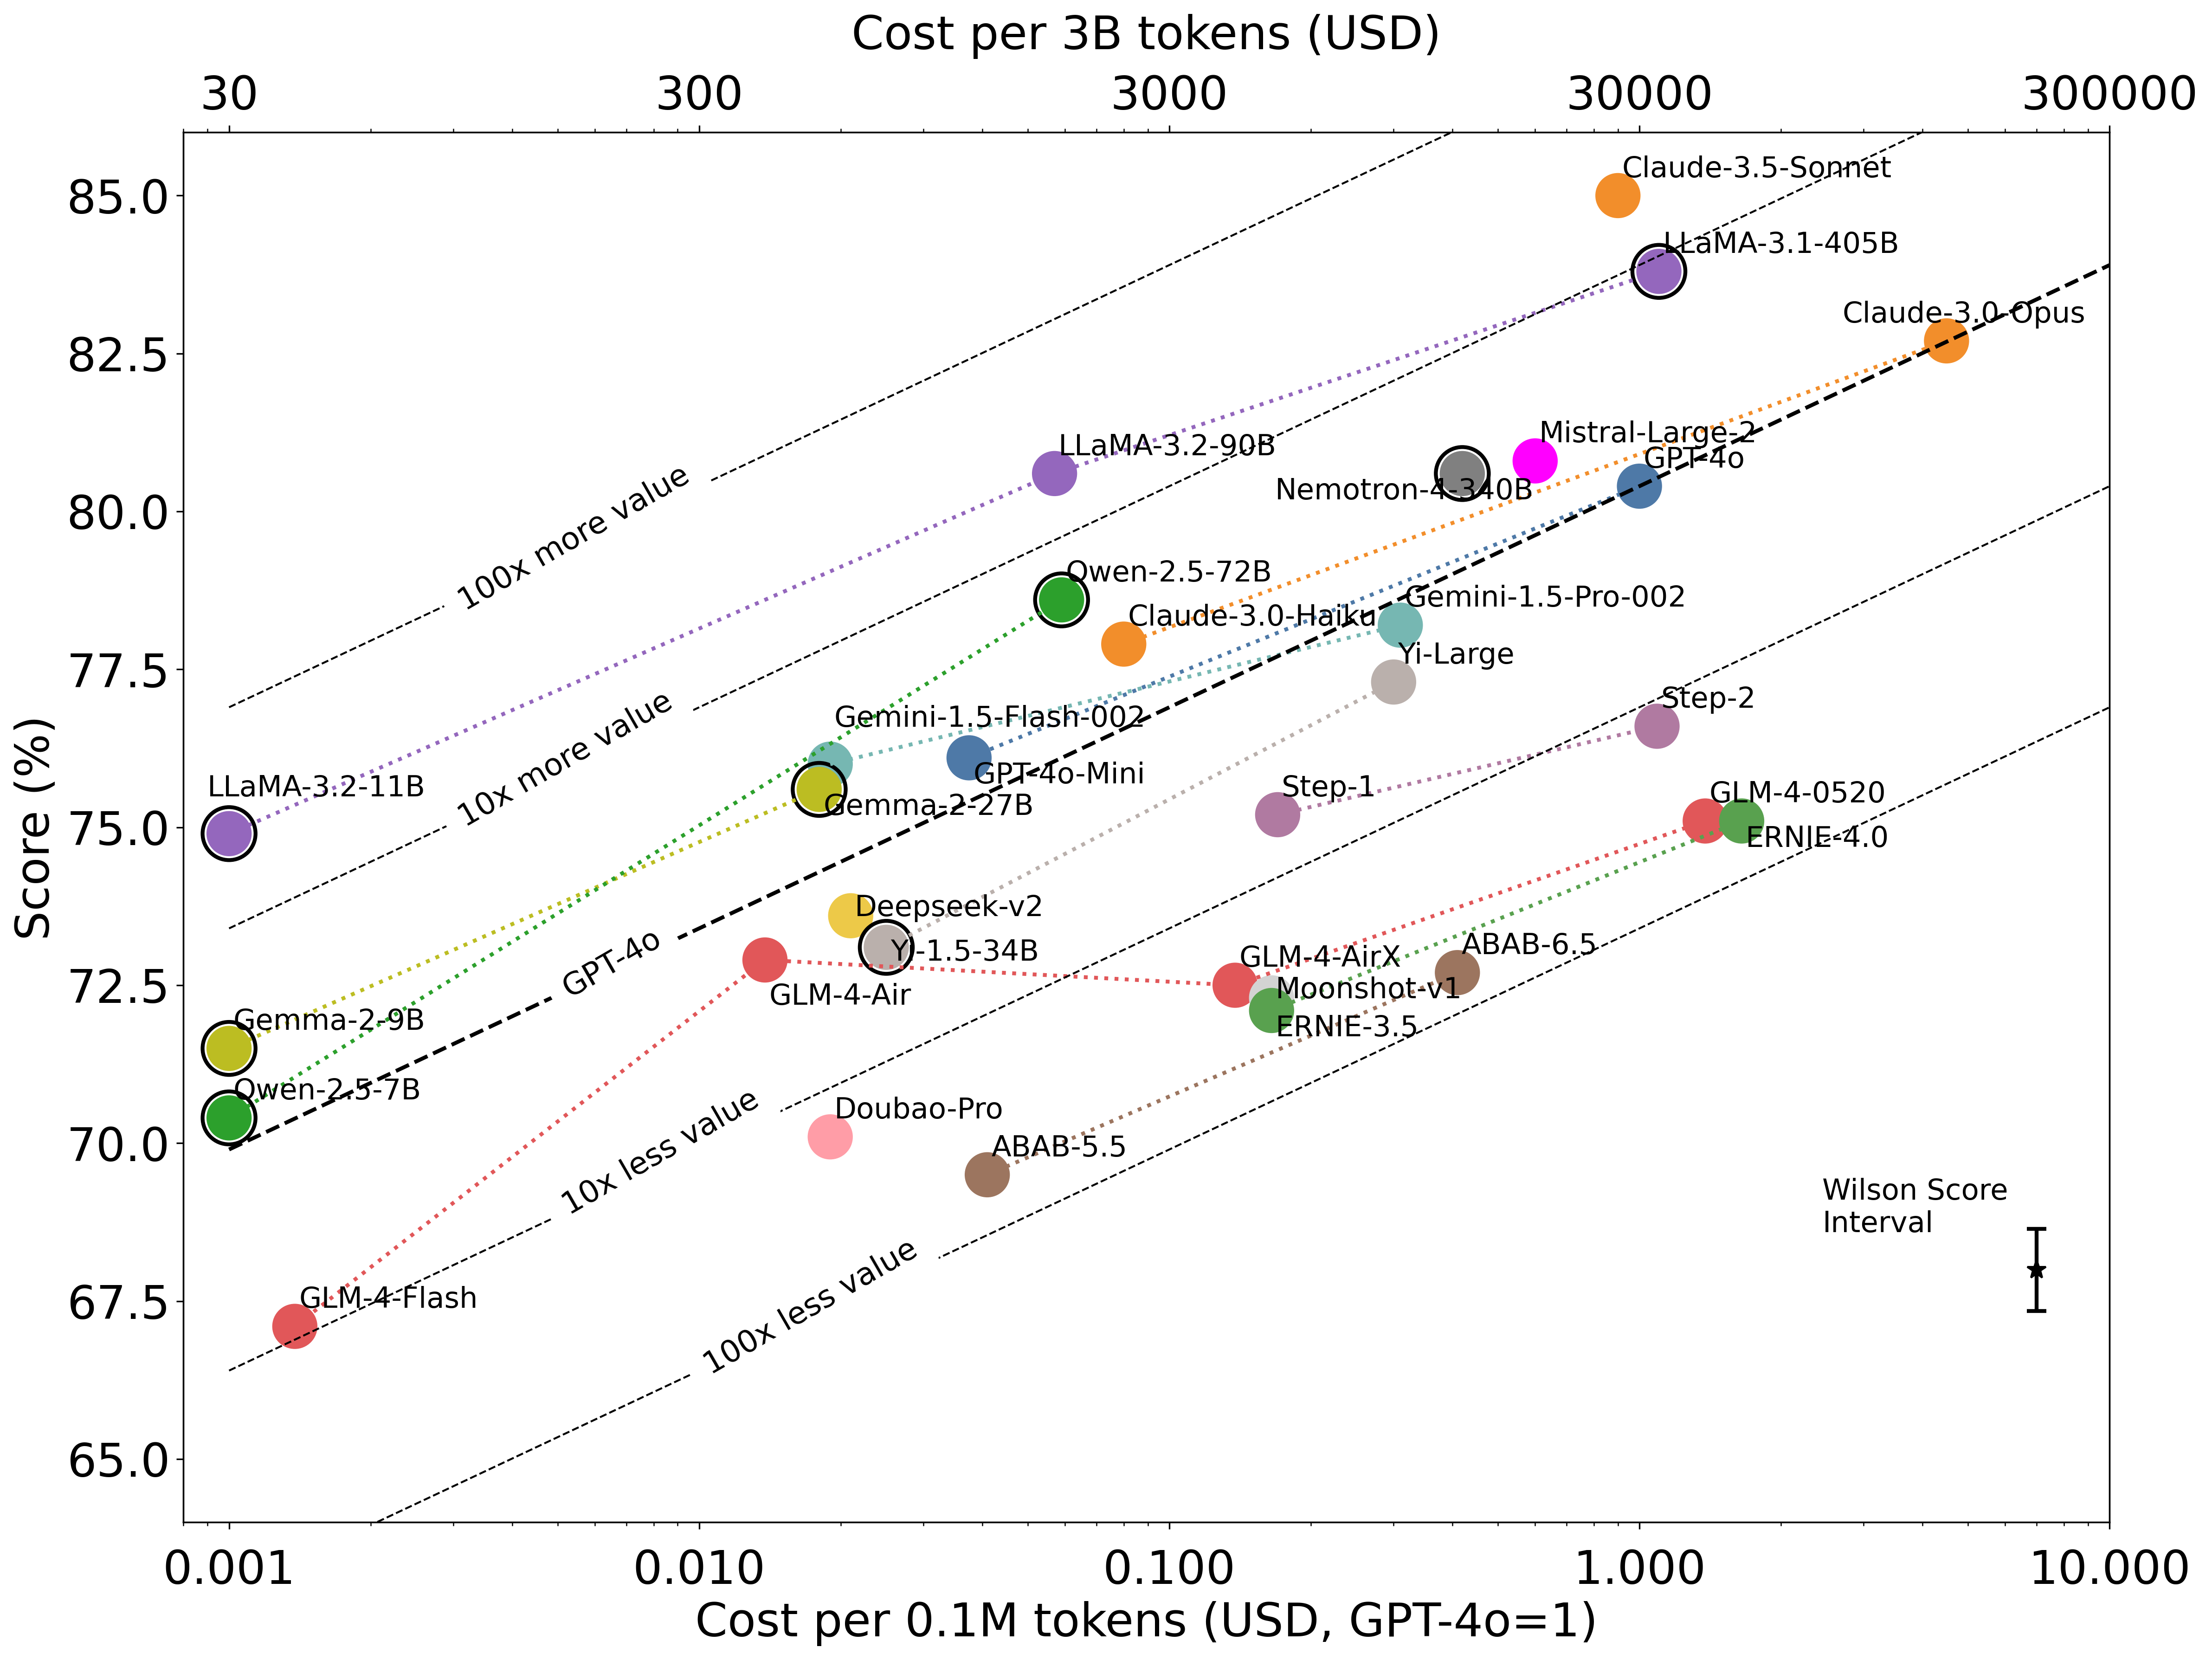 Cost per 3B tokens (USD)
30 300 3000 30000 300000
Claude-3.5-Sonnet
85.0
LLaMA-3.1-405B
Claude-3.0-Opus
82.5
Mistral-Large-2
LLaMA-3.2-90B
GPT-4o
Nemotron-4-340B
80.0
100x more value
Qwen-2.5-72B
Gemini-1.5-Pro-002
Claude-3.0-Haiku
77.5
Yi-Large
Step-2
Gemini-1.5-Flash-002
10x more value
GPT-4o-Mini
LLaMA-3.2-11B
Step-1
GLM-4-0520
Gemma-2-27B
75.0
ERNIE-4.0
Score (%)
Deepseek-v2
Yi-1.5-34B
ABAB-6.5
GPT-4o
GLM-4-AirX
72.5
GLM-4-Air
Moonshot-v1
Gemma-2-9B
ERNIE-3.5
Qwen-2.5-7B
Doubao-Pro
70.0
10x less value
ABAB-5.5
Wilson Score
Interval
100x less value
67.5
GLM-4-Flash
65.0
0.001 0.010 0.100 1.000 10.000
Cost per 0.1M tokens (USD, GPT-4o=1)